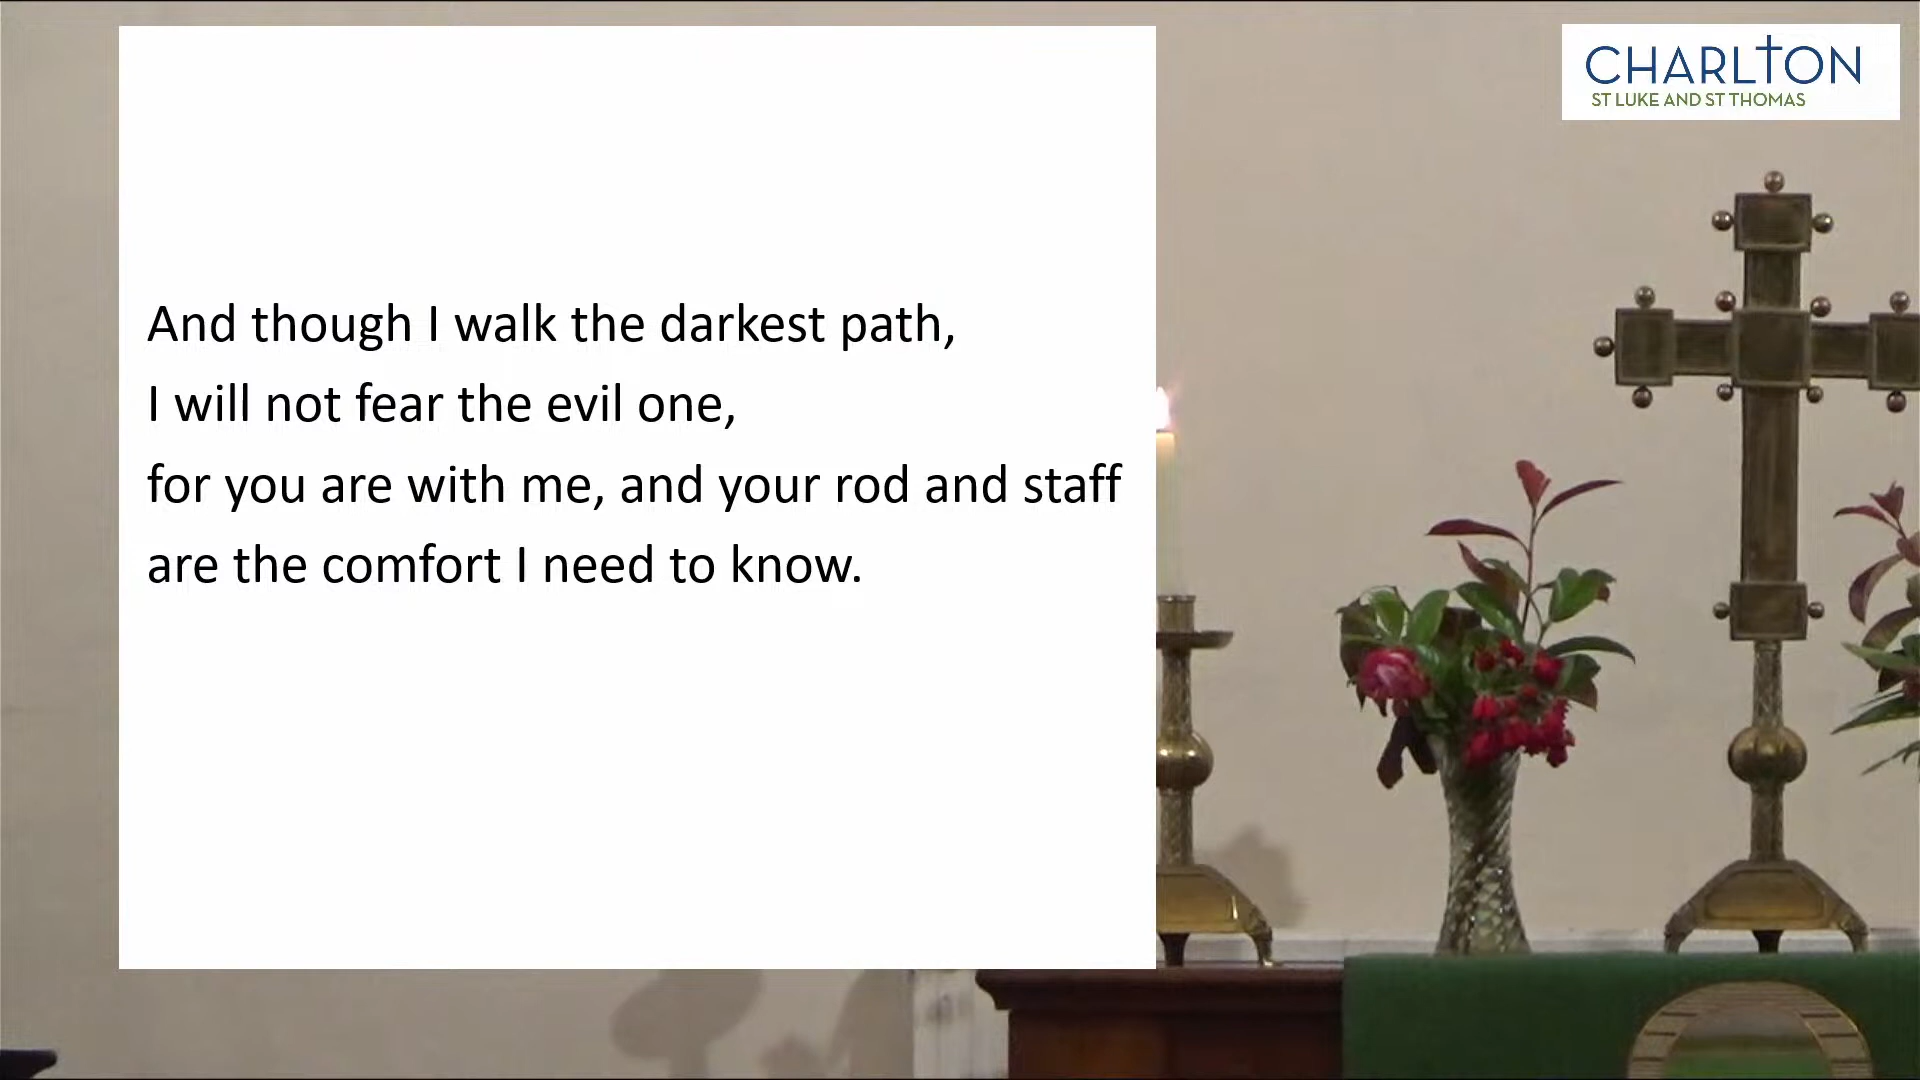 CHARLTON
ST LUKE AND ST THOMAS
And though I walk the darkest path,
I will not fear the evil one,
for you are with me, and your rod and staff
are the comfort I need to know.